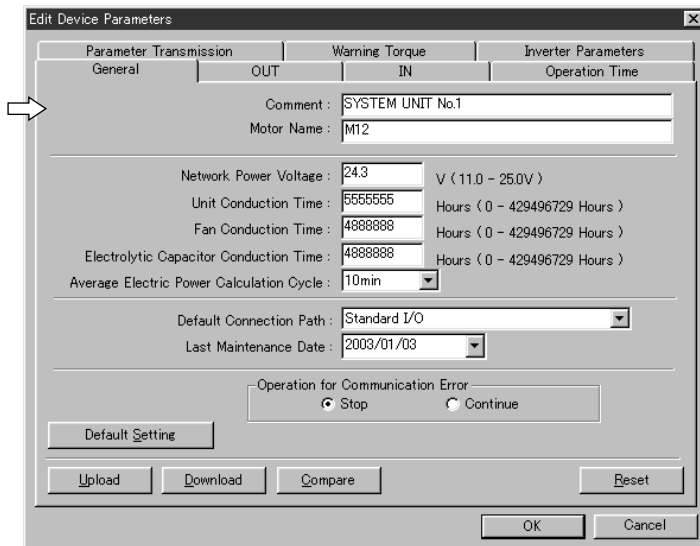 Edit Device Parameters
Parameter Transmission Warning Torque Inverter Parameters
General OUT IN Operation Time
Comment : SYSTEM UNIT No.1
Motor Name : M12
Network Power Voltage : 24.3 V ( 11.0 - 25.0V )
Unit Conduction Time : 5555555 Hours ( 0 - 429496729 Hours )
Fan Conduction Time : 4888888 Hours ( 0 - 429496729 Hours )
Electrolytic Capacitor Conduction Time : 4888888 Hours ( 0 - 429496729 Hours )
Average Electric Power Calculation Cycle : 10min
Default Connection Path : Standard I/O
Last Maintenance Date : 2003/01/03
Operation for Communication Error
Stop Continue
Default Setting
Upload Download Compare Reset
OK Cancel